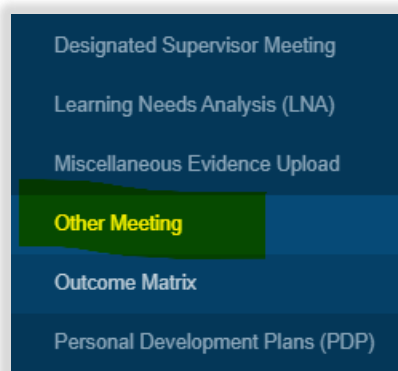 Designated Supervisor Meeting
Learning Needs Analysis (LNA)
Miscellaneous Evidence Upload
Other Meeting
Outcome Matrix
Personal Development Plans (PDP)